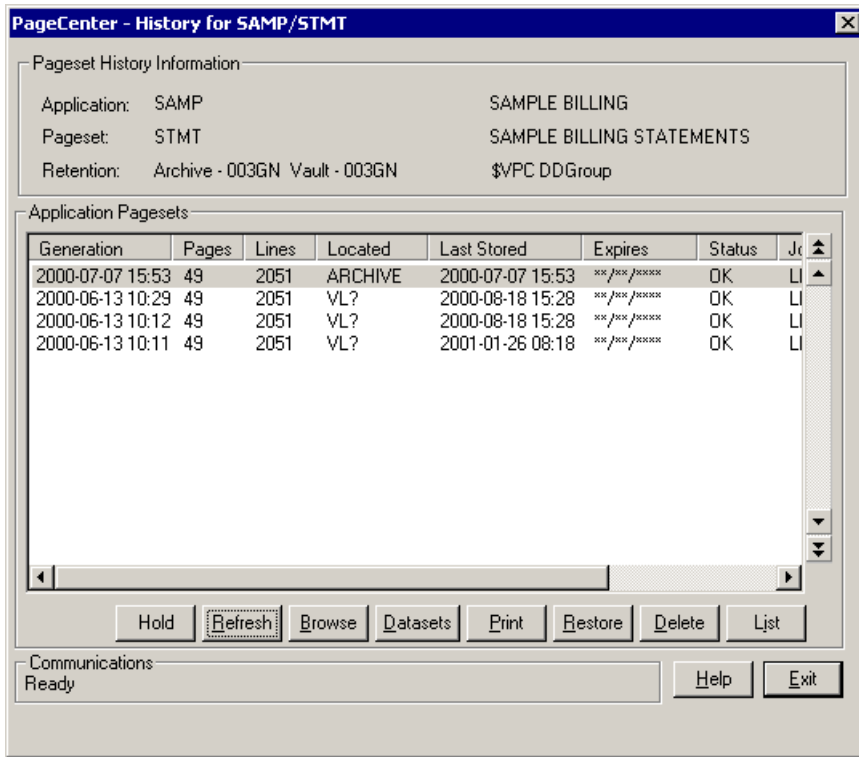 PageCenter - History for SAMP/STMT
Pageset History Information
Application: SAMP SAMPLE BILLING
Pageset: STMT SAMPLE BILLING STATEMENTS
Retention: Archive - 003GN Vault - 003GN $VPC DDGroup
Application Pagesets
Generation Pages Lines Located Last Stored Expires Status
2000-07-07 15:53 49 2051 ARCHIVE 2000-07-07 15:53 **/**/**** OK
2000-06-13 10:29 49 2051 VL? 2000-08-18 15:28 **/**/**** OK
2000-06-13 10:12 49 2051 VL? 2000-08-18 15:28 **/**/**** OK
2000-06-13 10:11 49 2051 VL? 2001-01-26 08:18 **/**/**** OK
Hold Refresh Browse Datasets Print Restore Delete List
Communications
Ready
Help Exit